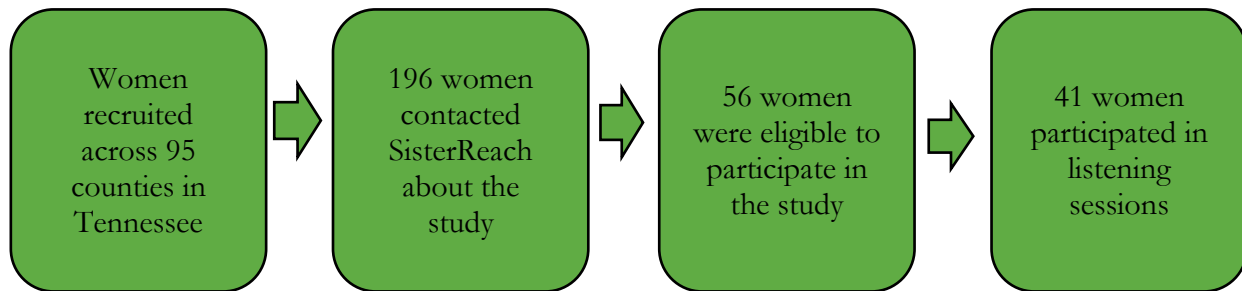 Women
recruited
across 95
counties in
Tennessee
196 women
contacted
SisterReach
about the
study
56 women
were eligible to
participate in
the study
41 women
participated in
listening
sessions